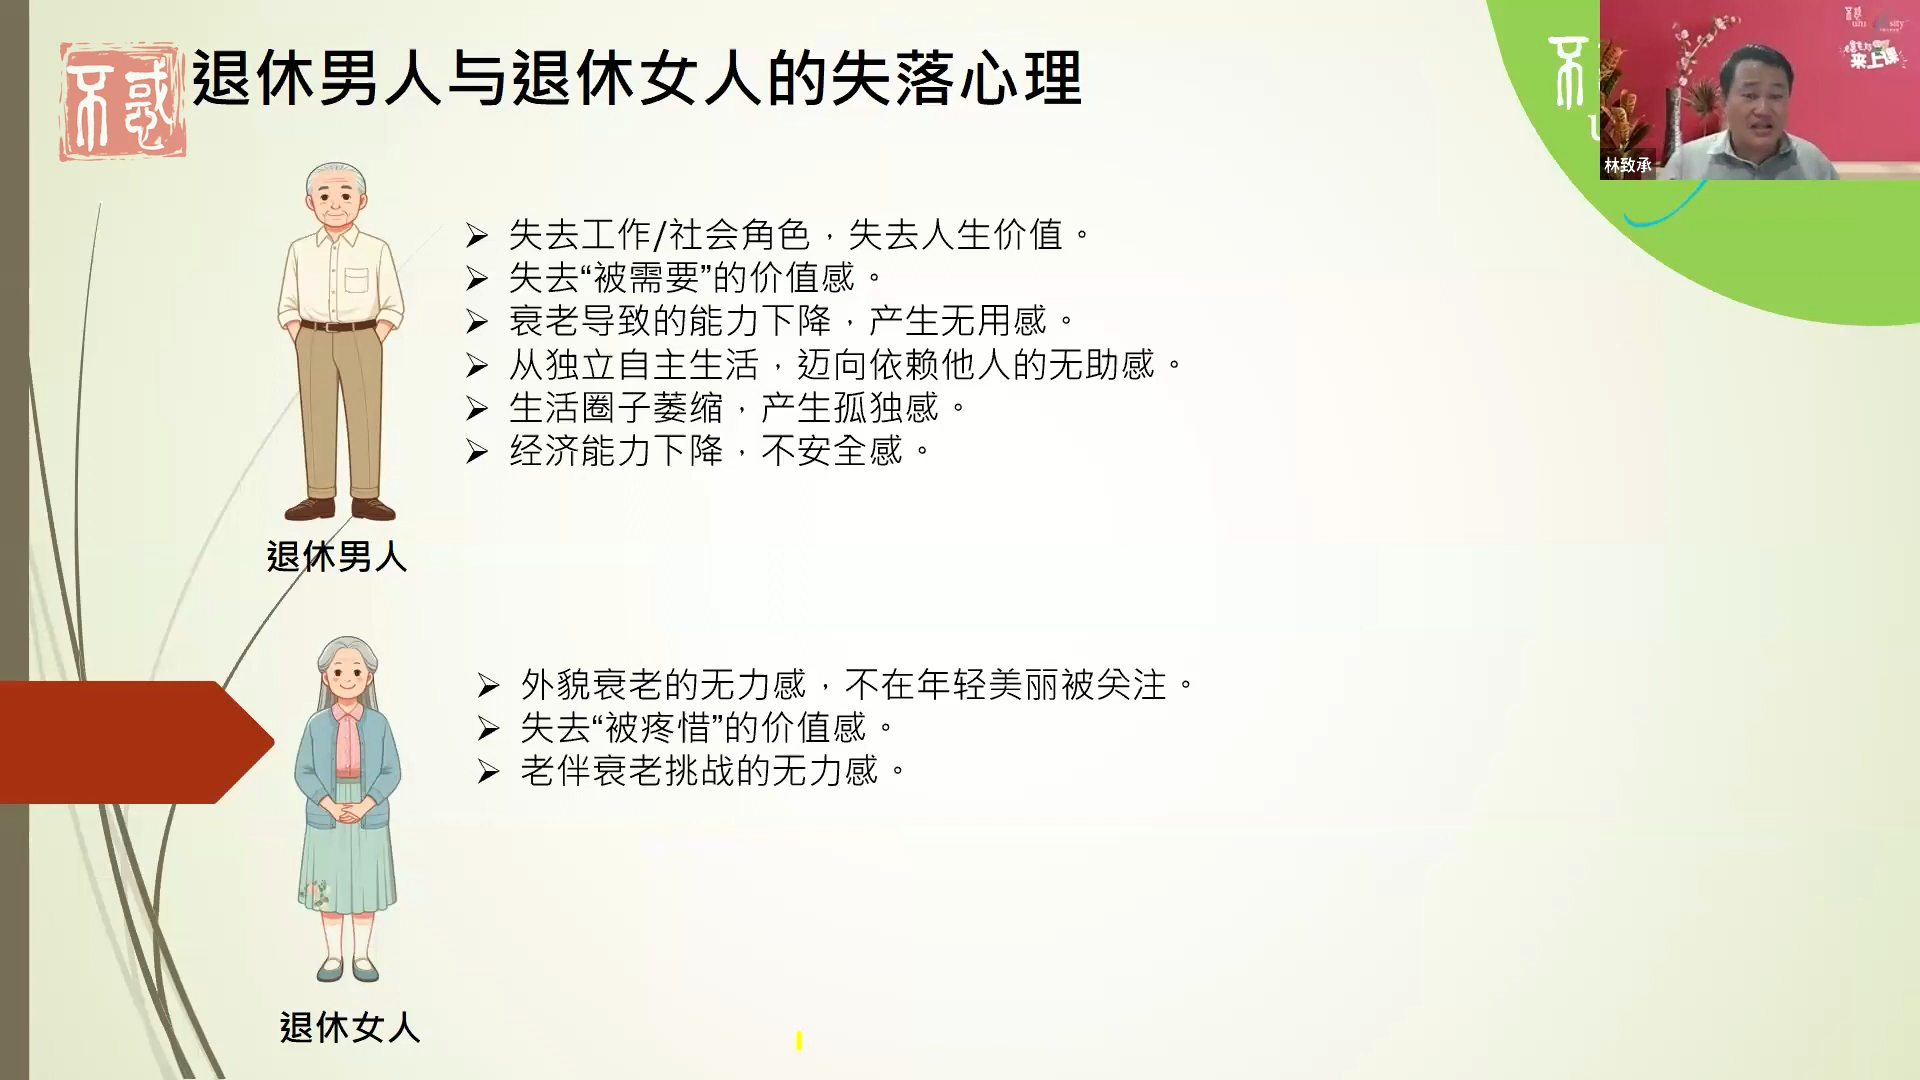 不惑
退休男人与退休女人的失落心理
不
林致承
来上课
失去工作/社会角色，失去人生价值。
失去“被需要”的价值感。
衰老导致的能力下降，产生无用感。
从独立自主生活，迈向依赖他人的无助感。
生活圈子萎缩，产生孤独感。
经济能力下降，不安全感。
退休男人
外貌衰老的无力感，不在年轻美丽被关注。
失去“被疼惜”的价值感。
老伴衰老挑战的无力感。
退休女人